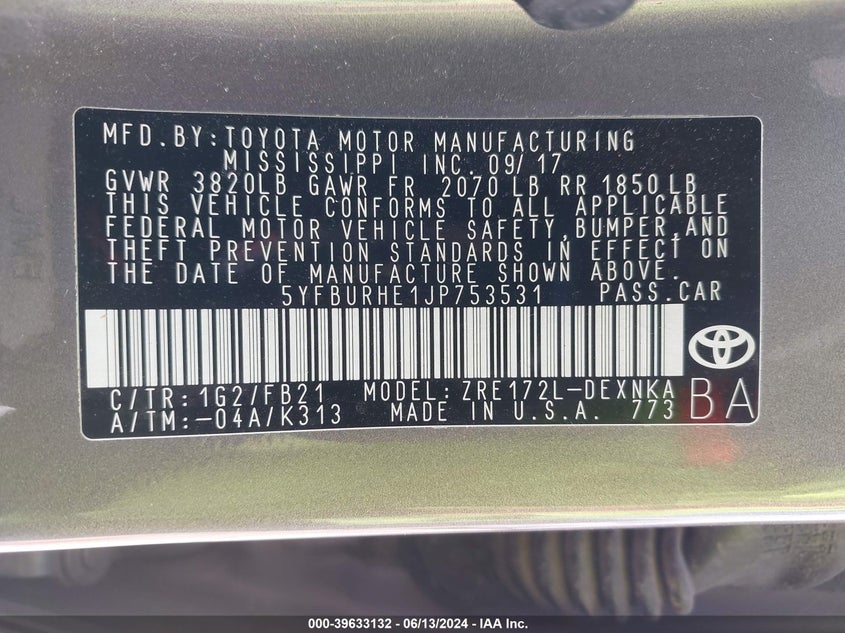 MFD.BY:TOYOTA MOTOR MANUFACTURING
MISSISSIPPI INC. 09/17
GVWR 3820LB GAWR FR 2070LB RR 1850LB
THIS VEHICLE CONFORMS TO ALL APPLICABLE
FEDERAL MOTOR VEHICLE SAFETY,BUMPER,AND
THEFT PREVENTION STANDARDS IN EFFECT ON
THE DATE OF MANUFACTURE SHOWN ABOVE.
5YFBURHE1JP753531 PASS.CAR
C/TR:1G2/FB21 MODEL:ZRE172L-DEXNKA
A/TM:-04A/K313 MADE IN U.S.A. 773
BA
000-39633132 - 06/13/2024 - IAA Inc.